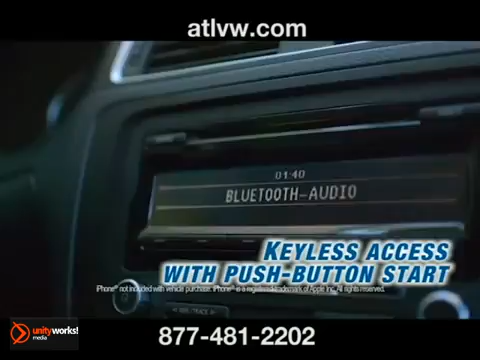 atlvw.com
01:40
BLUETOOTH-AUDIO
KEYLESS ACCESS
WITH PUSH-BUTTON START
iPhone® not included with vehicle purchase. iPhone® is a registered trademark of Apple Inc. All rights reserved.
unityworks!
media
877-481-2202